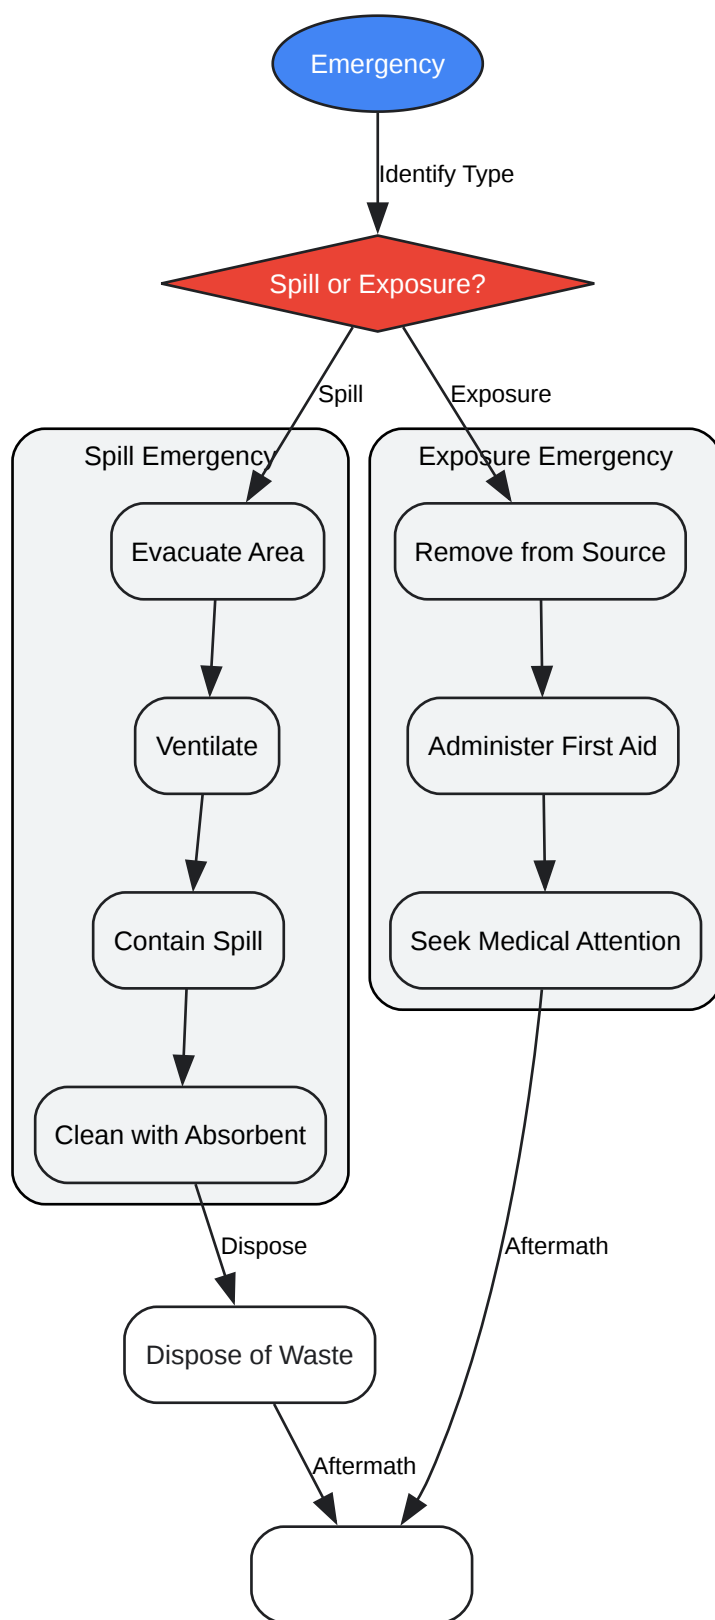 Emergency
Identify Type
Spill or Exposure?
Spill
Exposure
Spill Emergency
Exposure Emergency
Evacuate Area
Remove from Source
Ventilate
Administer First Aid
Contain Spill
Seek Medical Attention
Clean with Absorbent
Dispose
Aftermath
Dispose of Waste
Aftermath